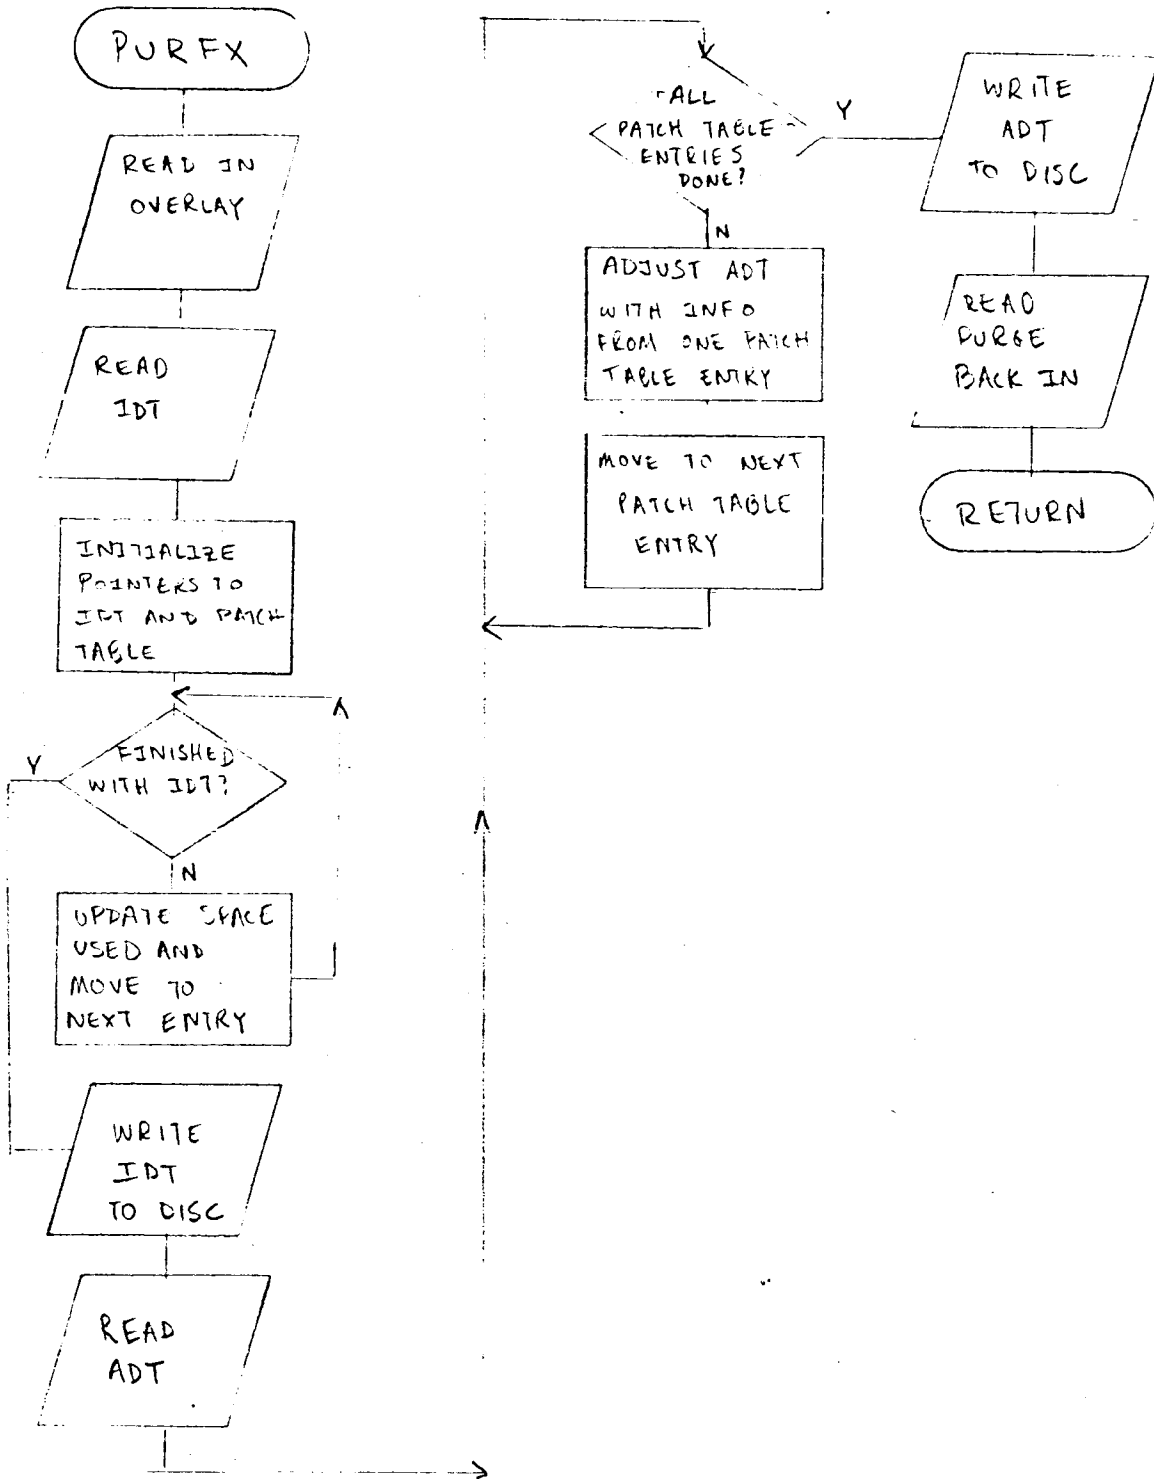 PURFX
READ IN
OVERLAY
READ
IDT
INITIALIZE
POINTERS TO
IDT AND PATCH
TABLE
FINISHED
WITH IDT?
Y
N
UPDATE SPACE
USED AND
MOVE TO
NEXT ENTRY
WRITE
IDT
TO DISC
READ
ADT
ALL
PATCH TABLE
ENTRIES
DONE?
Y
N
ADJUST ADT
WITH INFO
FROM ONE PATCH
TABLE ENTRY
MOVE TO NEXT
PATCH TABLE
ENTRY
WRITE
ADT
TO DISC
READ
PURGE
BACK IN
RETURN